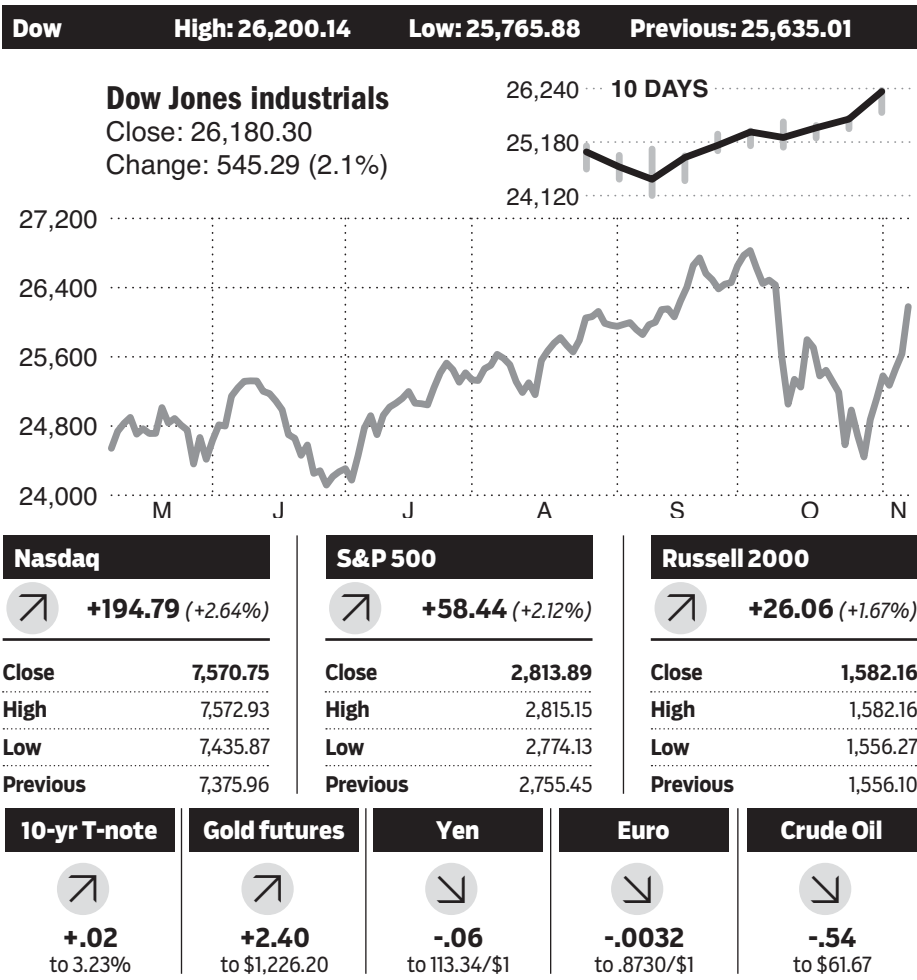 Dow High: 26,200.14 Low: 25,765.88 Previous: 25,635.01
Dow Jones industrials
Close: 26,180.30
Change: 545.29 (2.1%)
26,240 10 DAYS
25,180
24,120
27,200
26,400
25,600
24,800
24,000
M J J A S O N
Nasdaq
+194.79 (+2.64%)
Close 7,570.75
High 7,572.93
Low 7,435.87
Previous 7,375.96
S&P 500
+58.44 (+2.12%)
Close 2,813.89
High 2,815.15
Low 2,774.13
Previous 2,755.45
Russell 2000
+26.06 (+1.67%)
Close 1,582.16
High 1,582.16
Low 1,556.27
Previous 1,556.10
10-yr T-note
+.02
to 3.23%
Gold futures
+2.40
to $1,226.20
Yen
-.06
to 113.34/$1
Euro
-.0032
to .8730/$1
Crude Oil
-.54
to $61.67